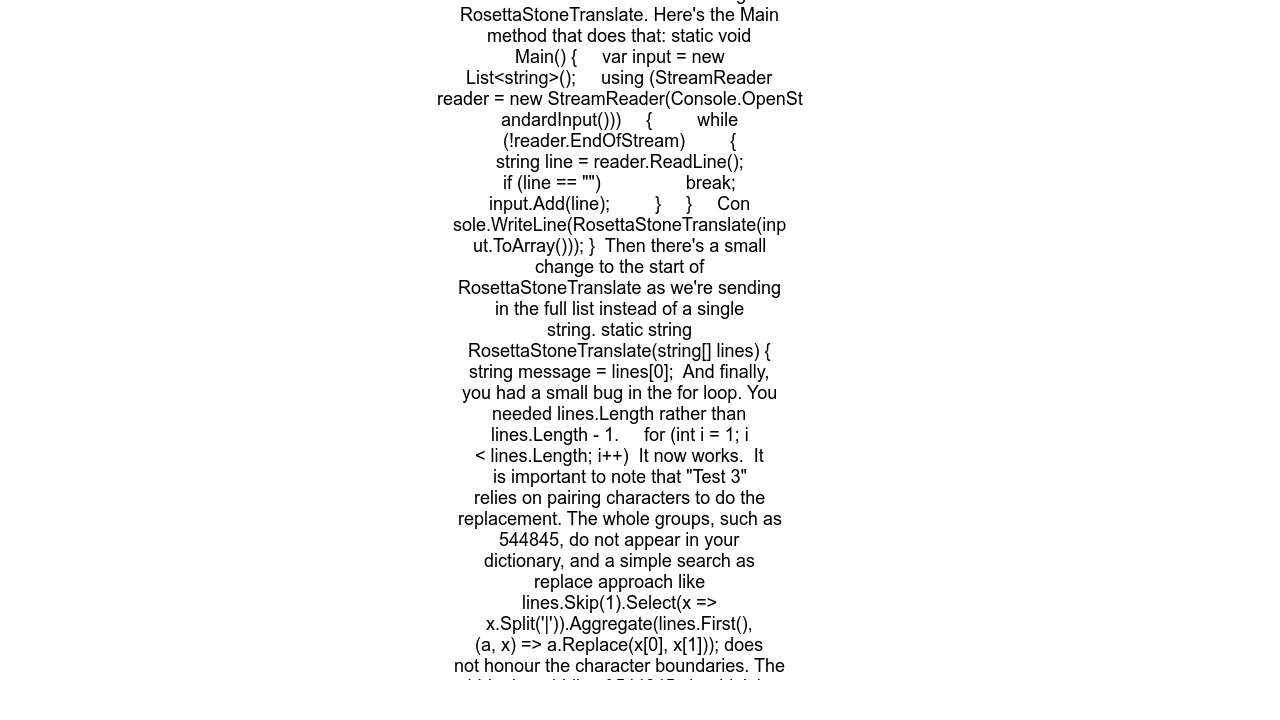 RosettaStoneTranslate. Here's the Main
method that does that: static void
Main() {     var input = new
List<string>();     using (StreamReader
reader = new StreamReader(Console.OpenSt
andardInput()))     {         while
(!reader.EndOfStream)         {
string line = reader.ReadLine();
if (line == "")                 break;
input.Add(line);         }     }     Con
sole.WriteLine(RosettaStoneTranslate(inp
ut.ToArray())); }  Then there's a small
change to the start of
RosettaStoneTranslate as we're sending
in the full list instead of a single
string. static string
RosettaStoneTranslate(string[] lines) {
string message = lines[0];  And finally,
you had a small bug in the for loop. You
needed lines.Length rather than
lines.Length - 1.     for (int i = 1; i
< lines.Length; i++)  It now works.  It
is important to note that "Test 3"
relies on pairing characters to do the
replacement. The whole groups, such as
544845, do not appear in your
dictionary, and a simple search as
replace approach like
lines.Skip(1).Select(x =>
x.Split('|')).Aggregate(lines.First(),
(a, x) => a.Replace(x[0], x[1])); does
not honour the character boundaries. The